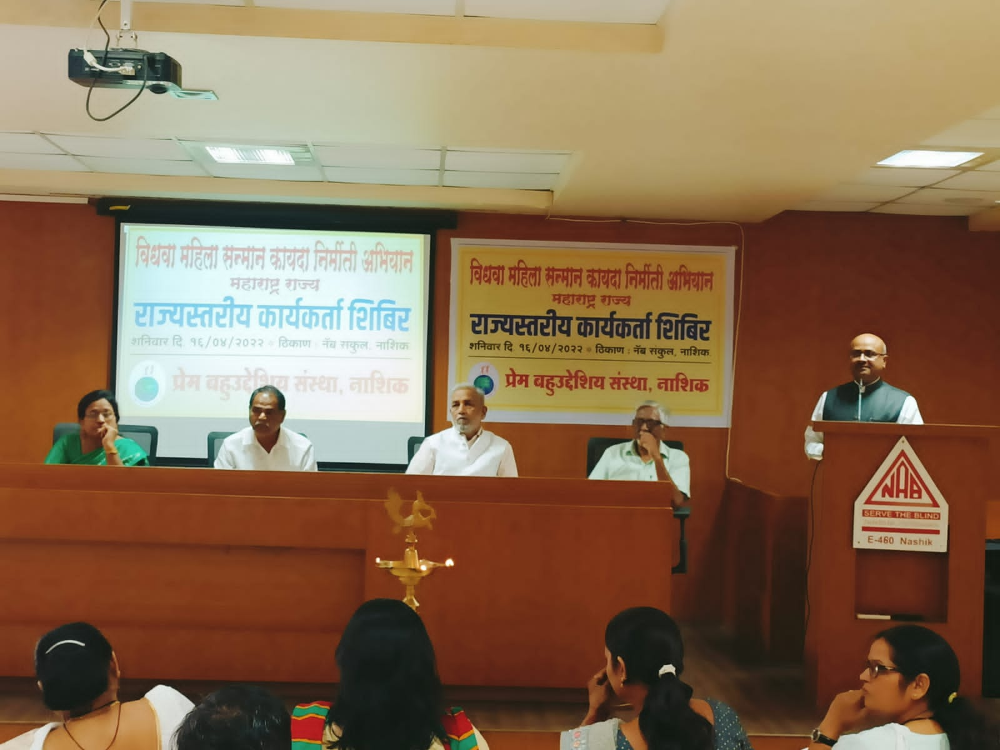 विधवा महिला सन्मान कायदा निर्मीती अभियान
महाराष्ट्र राज्य
राज्यस्तरीय कार्यकर्ता शिबिर
शनिवार दि. १६/०४/२०२२ • ठिकाण : नॅब संकुल, नाशिक
प्रेम बहुउद्देशिय संस्था, नाशिक
विधवा महिला सन्मान कायदा निर्मीती अभियान
महाराष्ट्र राज्य
राज्यस्तरीय कार्यकर्ता शिबिर
शनिवार दि. १६/०४/२०२२ • ठिकाण : नॅब संकुल, नाशिक.
प्रेम बहुउद्देशिय संस्था, नाशिक
NAB
SERVE THE BLIND
E-460 Nashik